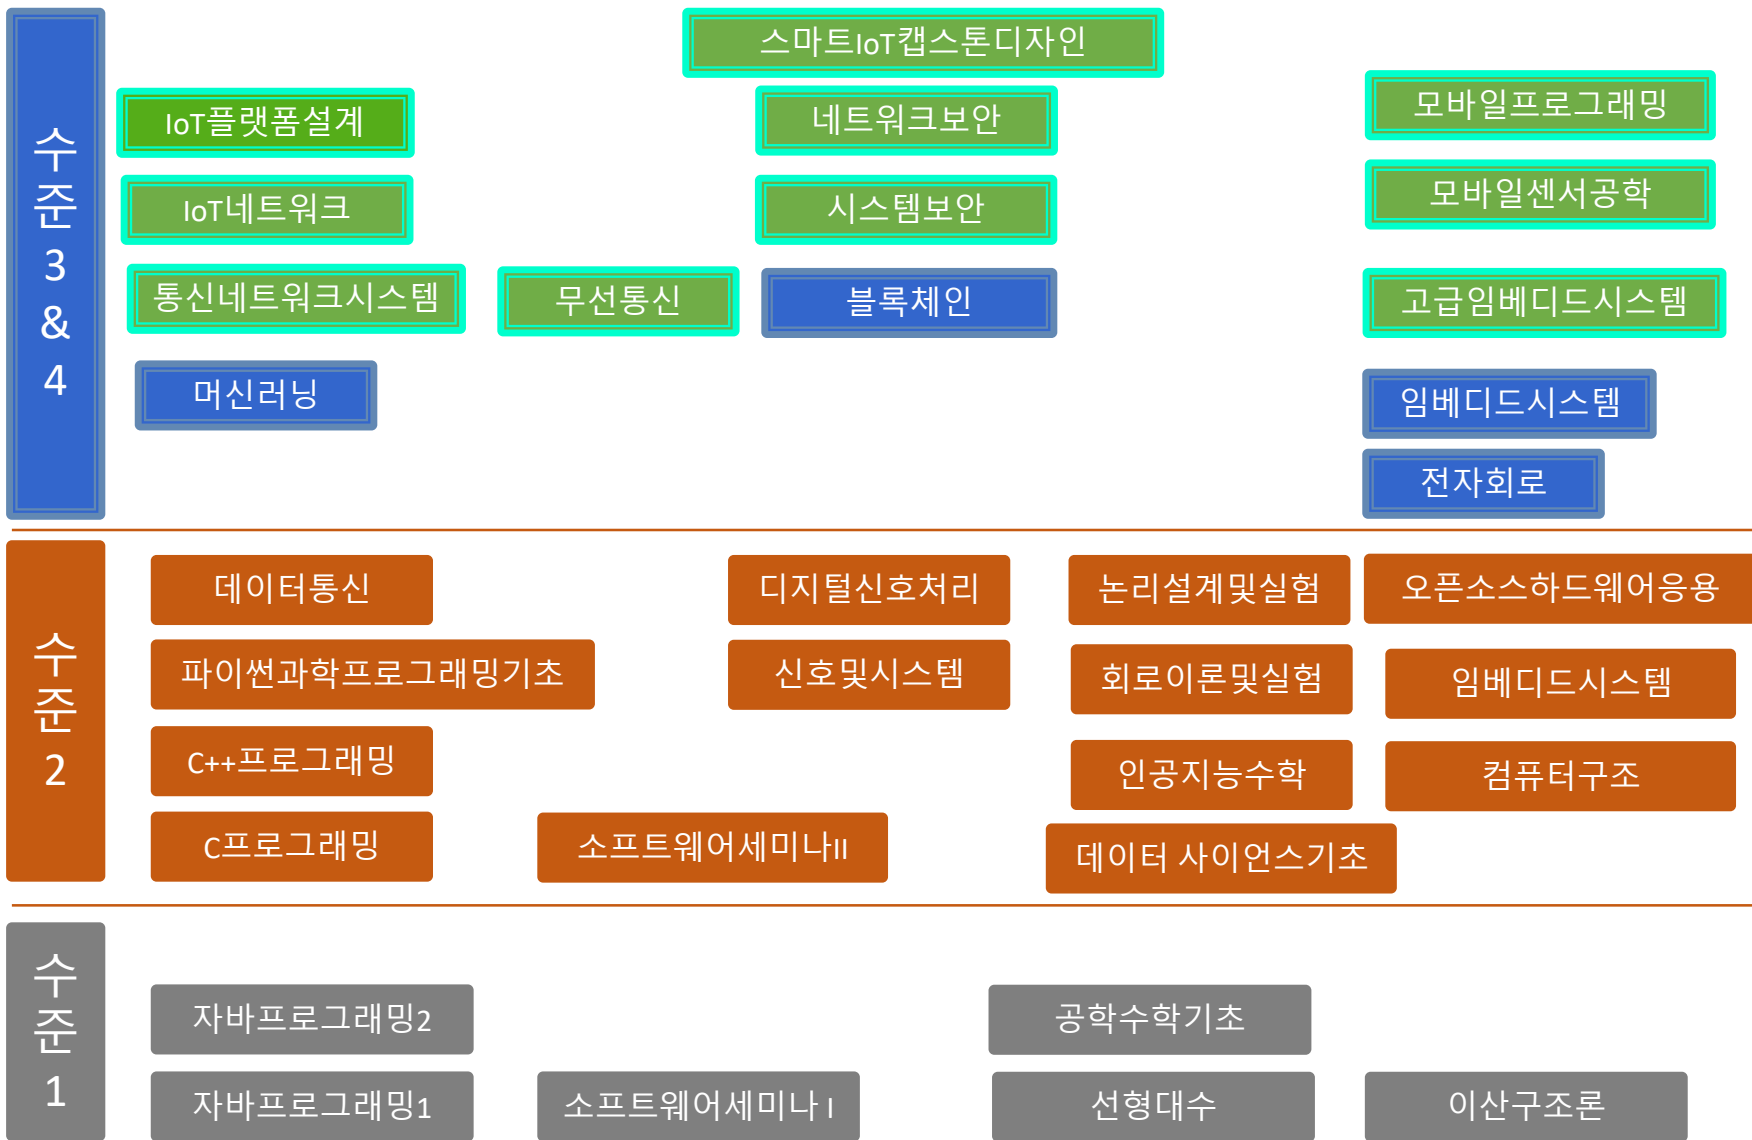 수준3&4
스마트IoT캡스톤디자인
IoT플랫폼설계
네트워크보안
모바일프로그래밍
IoT네트워크
시스템보안
모바일센서공학
통신네트워크시스템
무선통신
블록체인
고급임베디드시스템
머신러닝
임베디드시스템
전자회로
수준2
데이터통신
디지털신호처리
논리설계및실험
오픈소스하드웨어응용
파이썬과학프로그래밍기초
신호및시스템
회로이론및실험
임베디드시스템
C++프로그래밍
인공지능수학
컴퓨터구조
C프로그래밍
소프트웨어세미나II
데이터 사이언스기초
수준1
자바프로그래밍2
공학수학기초
자바프로그래밍1
소프트웨어세미나 I
선형대수
이산구조론